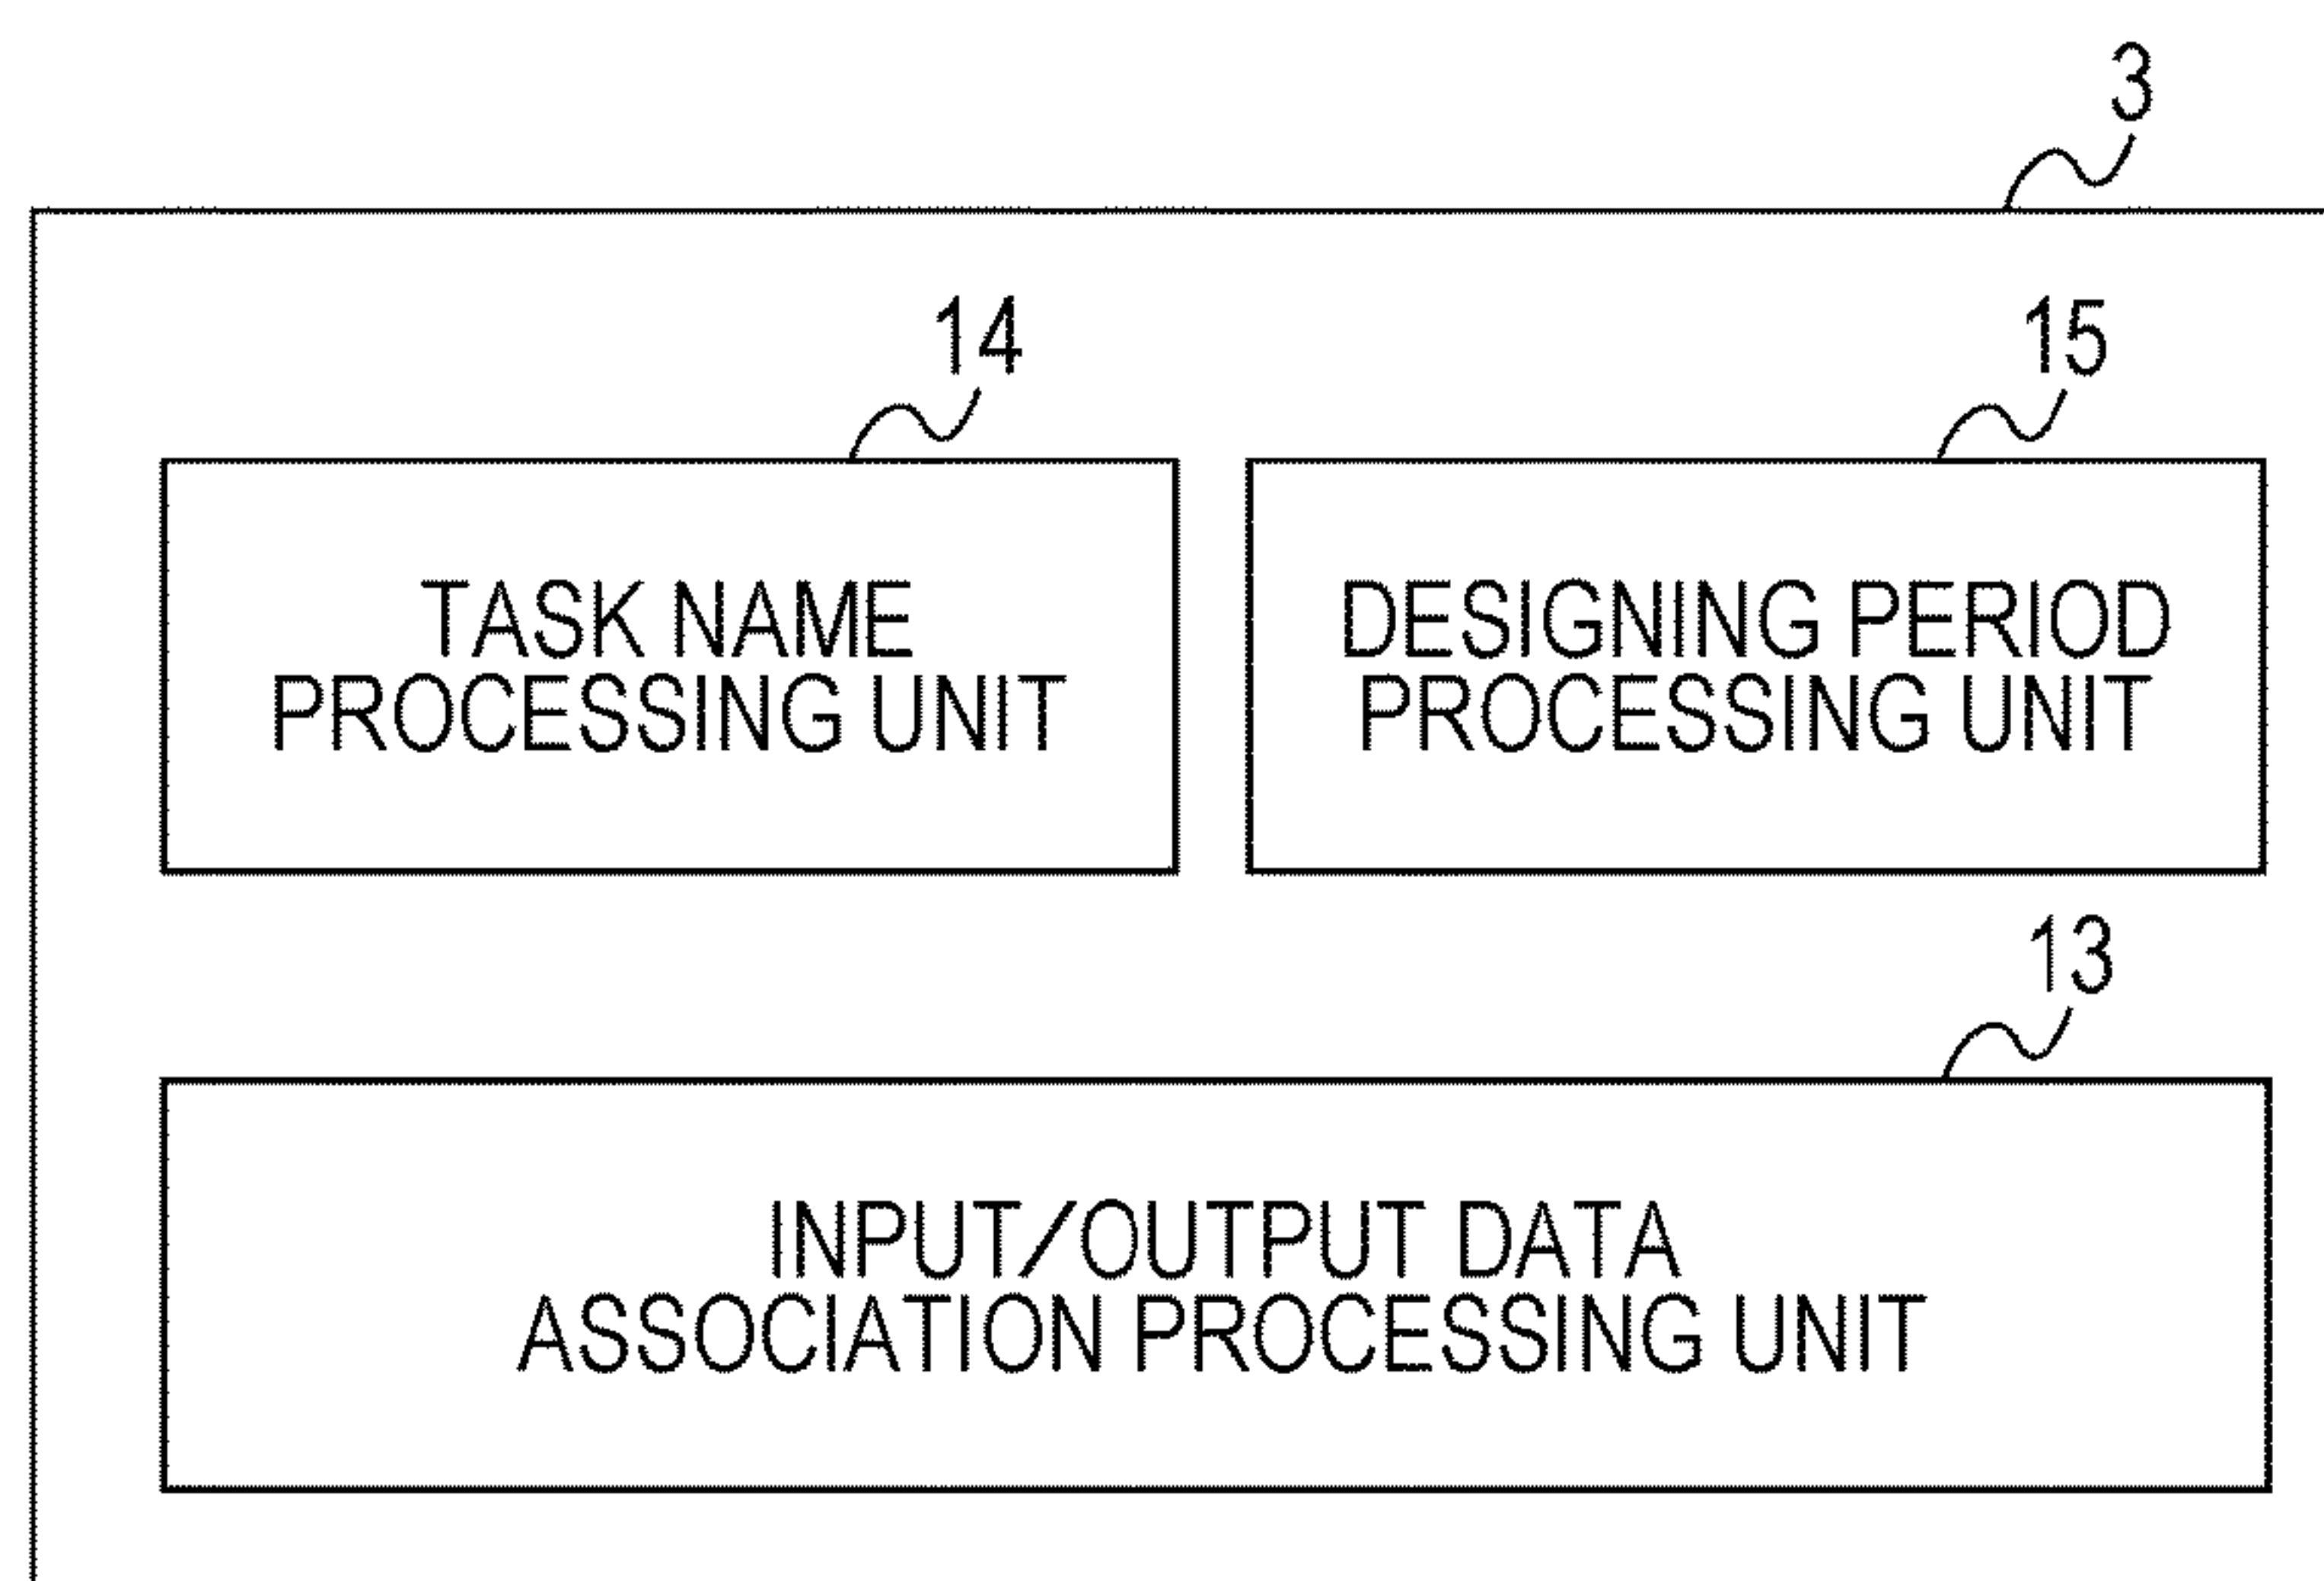 3
14
TASK NAME
PROCESSING UNIT
15
DESIGNING PERIOD
PROCESSING UNIT
13
INPUT/OUTPUT DATA
ASSOCIATION PROCESSING UNIT